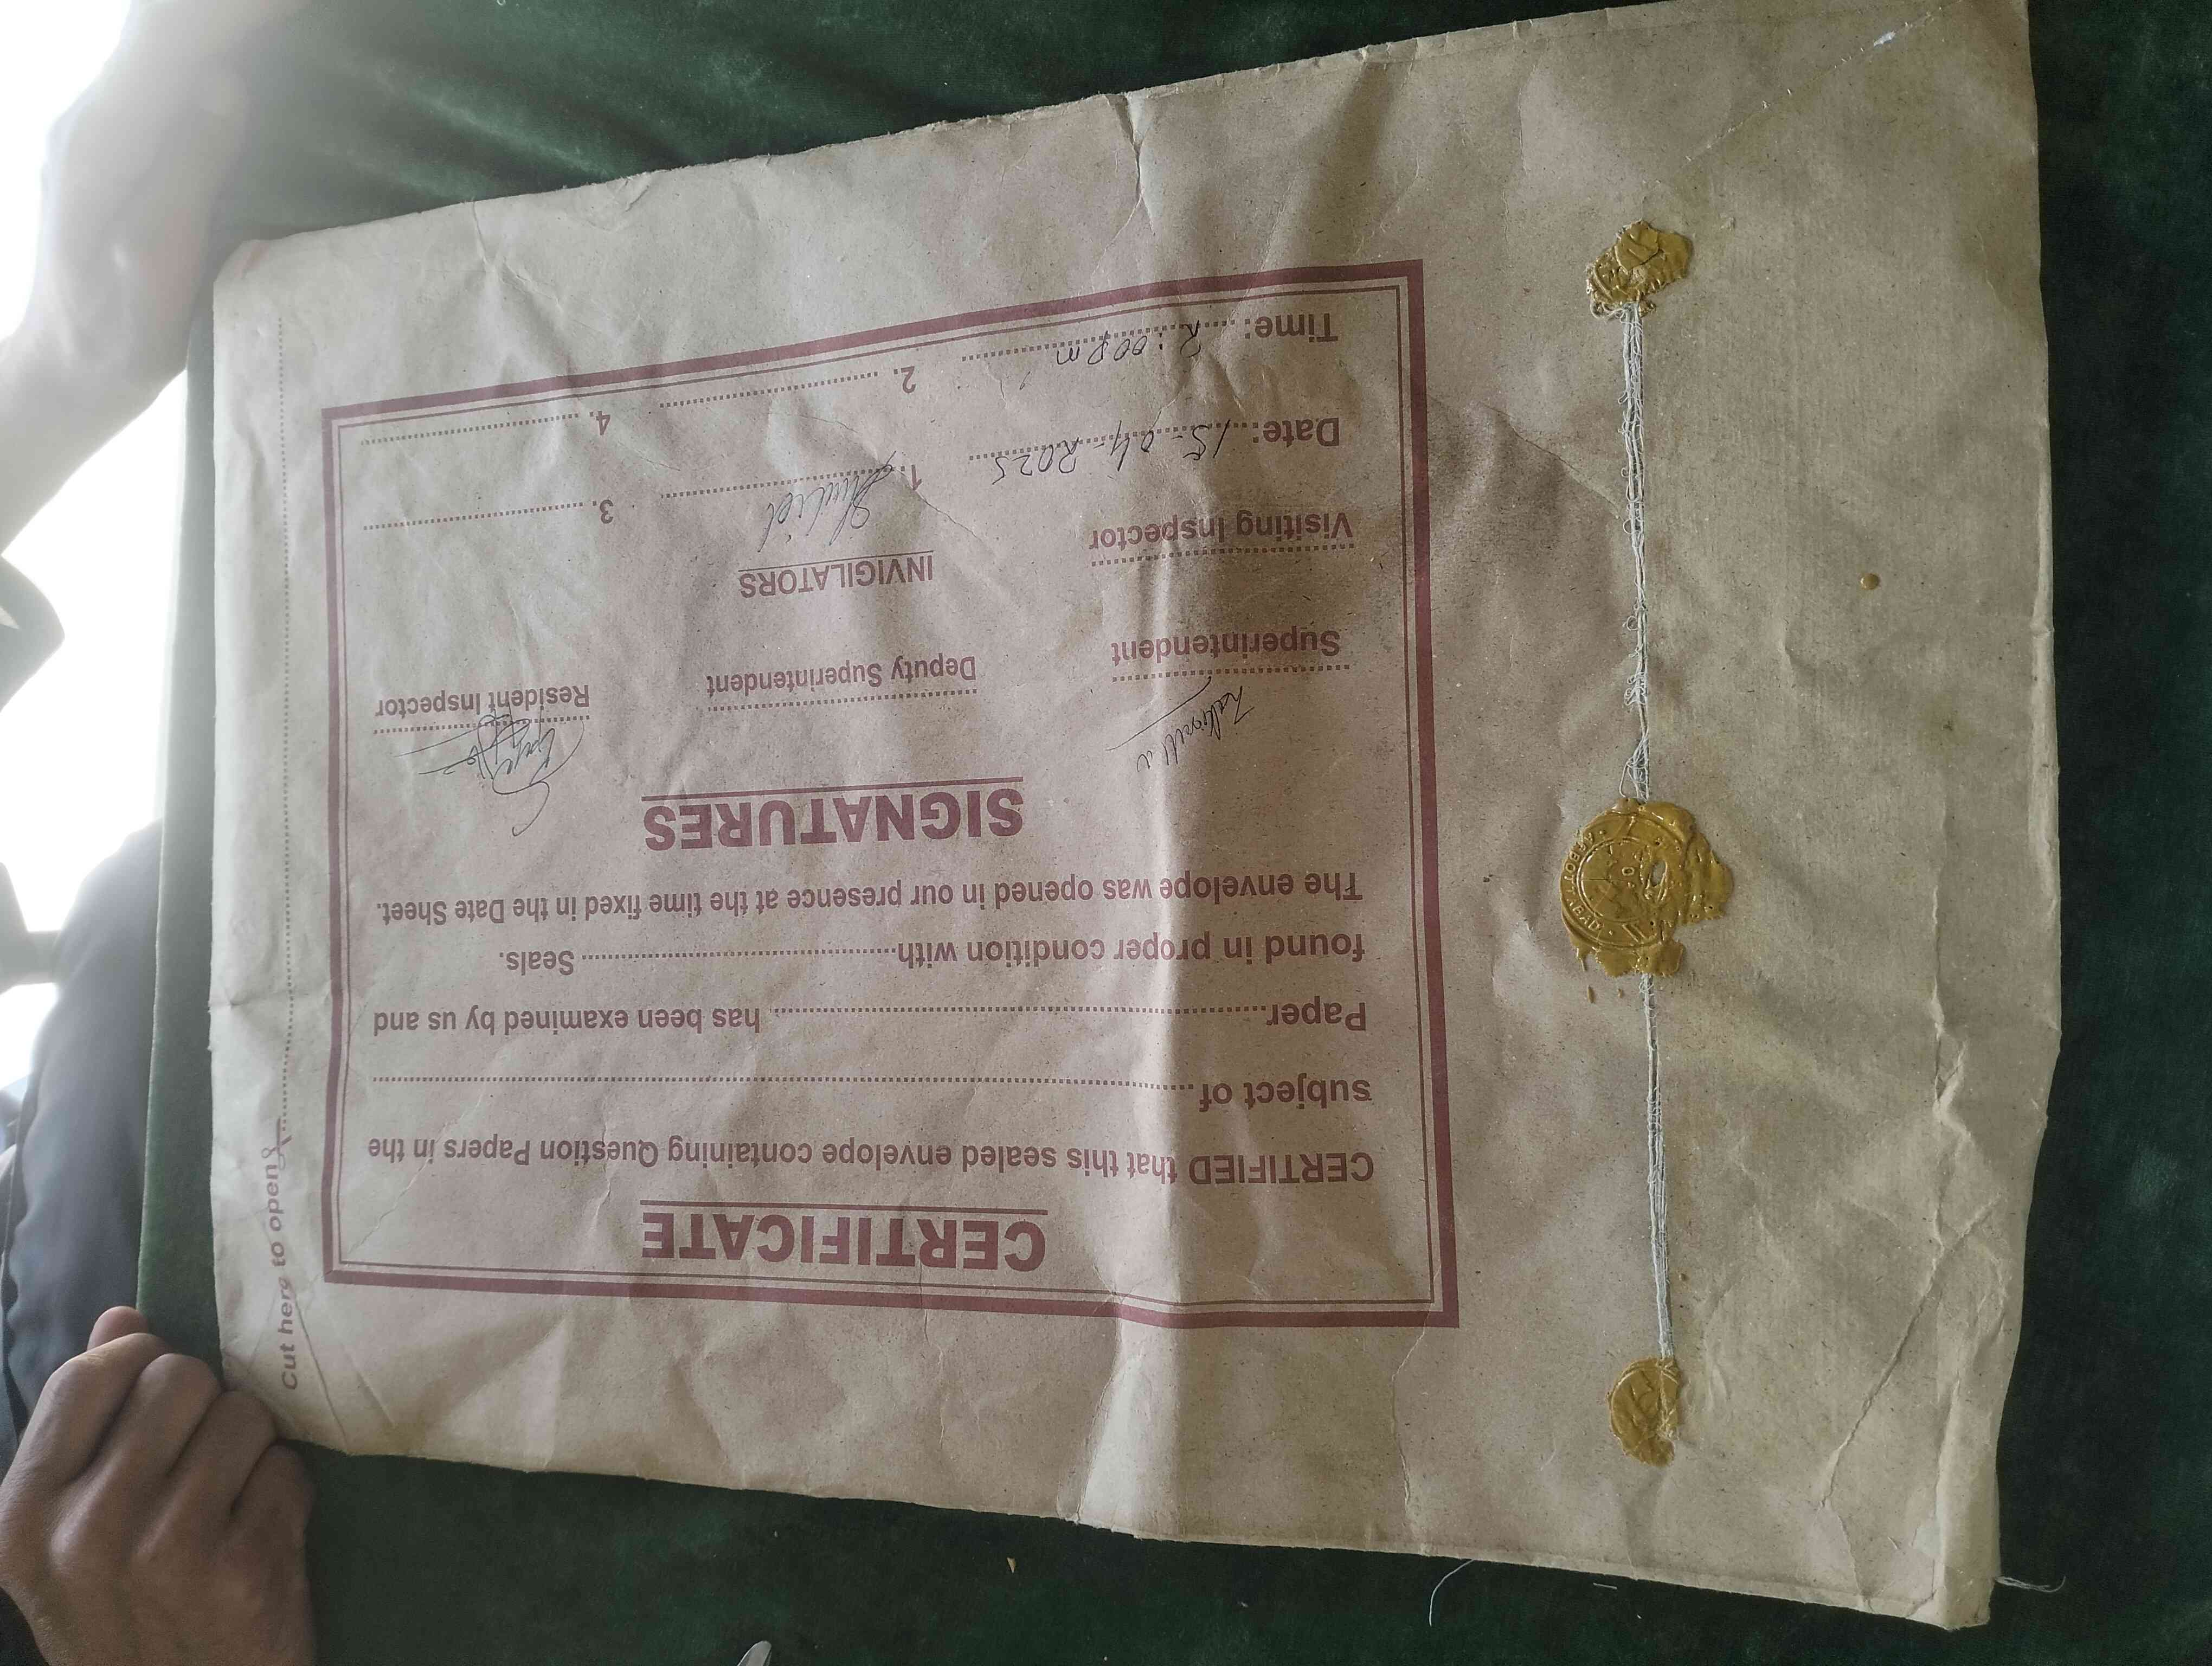 CERTIFICATE
CERTIFIED that this sealed envelope containing Question Papers in the
subject of
Paper has been examined by us and
found in proper condition with Seals.
The envelope was opened in our presence at the time fixed in the Date Sheet.
SIGNATURES
Superintendent Deputy Superintendent Resident Inspector
INVIGILATORS
Visiting Inspector
1. 3.
Date: 15-04-2025
2. 4.
Time: 2:00pm
Cut here to open
ABBOTTABAD